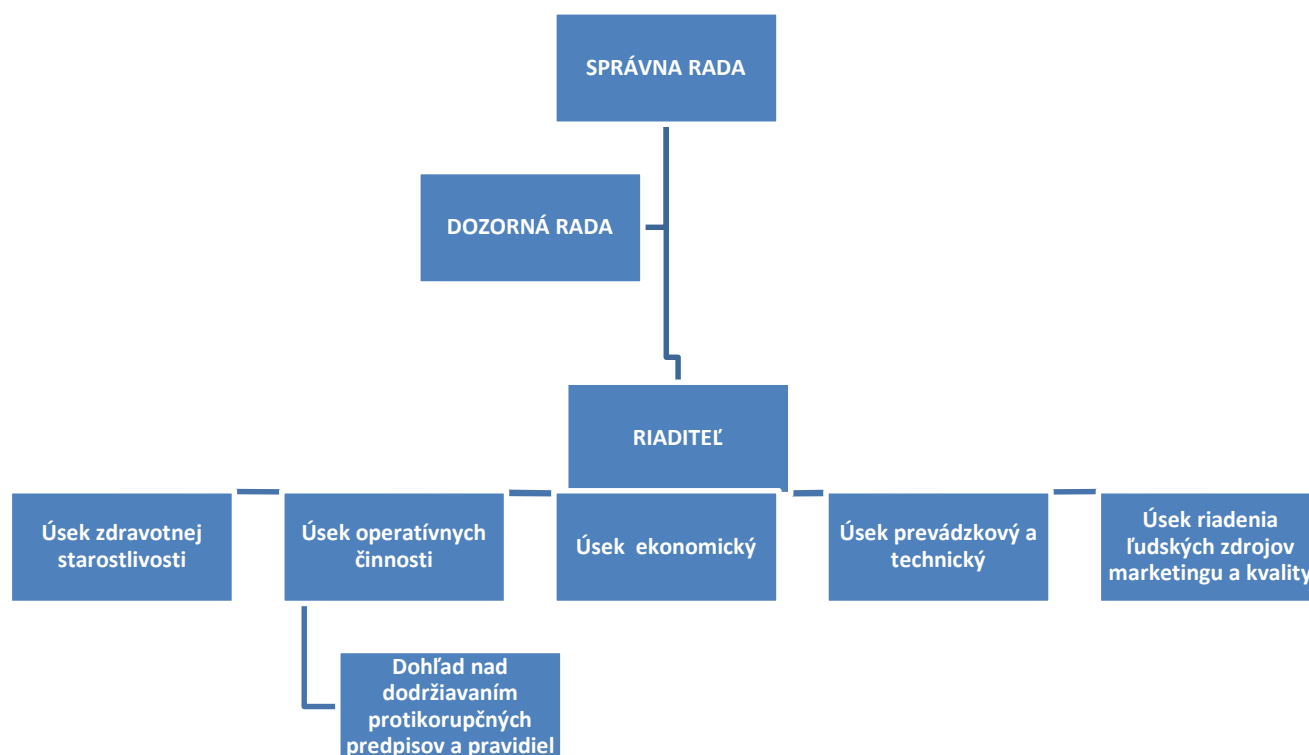 SPRÁVNA RADA
DOZORNÁ RADA
RIADITEĽ
Úsek zdravotnej
starostlivosti
Úsek operatívnych
činnosti
Úsek ekonomický
Úsek prevádzkový a
technický
Úsek riadenia
ľudských zdrojov
marketingu a kvality
Dohľad nad
dodržiavaním
protikorupčných
predpisov a pravidiel